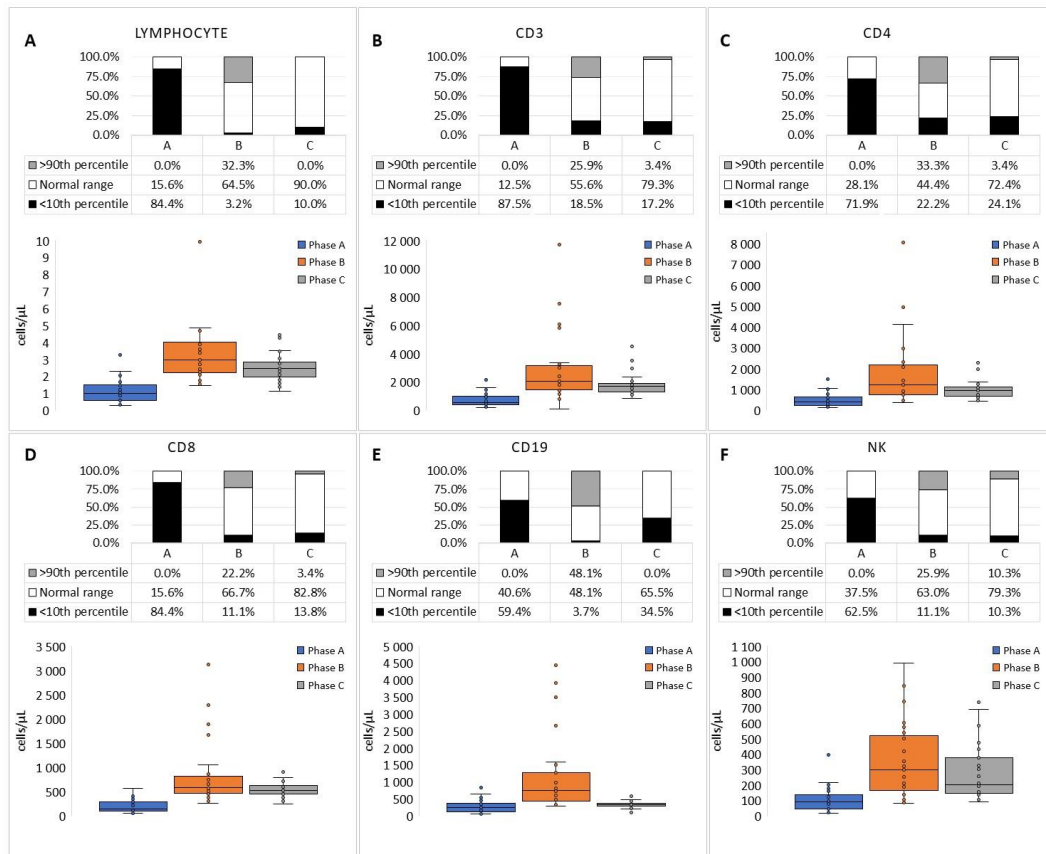 A LYMPHOCYTE
100.0%
75.0%
50.0%
25.0%
0.0%
A B C
>90th percentile 0.0% 32.3% 0.0%
Normal range 15.6% 64.5% 90.0%
<10th percentile 84.4% 3.2% 10.0%
10
9
8
7
6
5
4
3
2
1
0
cells/µL
Phase A
Phase B
Phase C
B CD3
100.0%
75.0%
50.0%
25.0%
0.0%
A B C
>90th percentile 0.0% 25.9% 3.4%
Normal range 12.5% 55.6% 79.3%
<10th percentile 87.5% 18.5% 17.2%
12 000
10 000
8 000
6 000
4 000
2 000
0
cells/µL
Phase A
Phase B
Phase C
C CD4
100.0%
75.0%
50.0%
25.0%
0.0%
A B C
>90th percentile 0.0% 33.3% 3.4%
Normal range 28.1% 44.4% 72.4%
<10th percentile 71.9% 22.2% 24.1%
8 000
7 000
6 000
5 000
4 000
3 000
2 000
1 000
0
cells/µL
Phase A
Phase B
Phase C
D CD8
100.0%
75.0%
50.0%
25.0%
0.0%
A B C
>90th percentile 0.0% 22.2% 3.4%
Normal range 15.6% 66.7% 82.8%
<10th percentile 84.4% 11.1% 13.8%
3 500
3 000
2 500
2 000
1 500
1 000
500
0
cells/µL
Phase A
Phase B
Phase C
E CD19
100.0%
75.0%
50.0%
25.0%
0.0%
A B C
>90th percentile 0.0% 48.1% 0.0%
Normal range 40.6% 48.1% 65.5%
<10th percentile 59.4% 3.7% 34.5%
5 000
4 500
4 000
3 500
3 000
2 500
2 000
1 500
1 000
500
0
cells/µL
Phase A
Phase B
Phase C
F NK
100.0%
75.0%
50.0%
25.0%
0.0%
A B C
>90th percentile 0.0% 25.9% 10.3%
Normal range 37.5% 63.0% 79.3%
<10th percentile 62.5% 11.1% 10.3%
1 100
1 000
900
800
700
600
500
400
300
200
100
0
cells/µL
Phase A
Phase B
Phase C